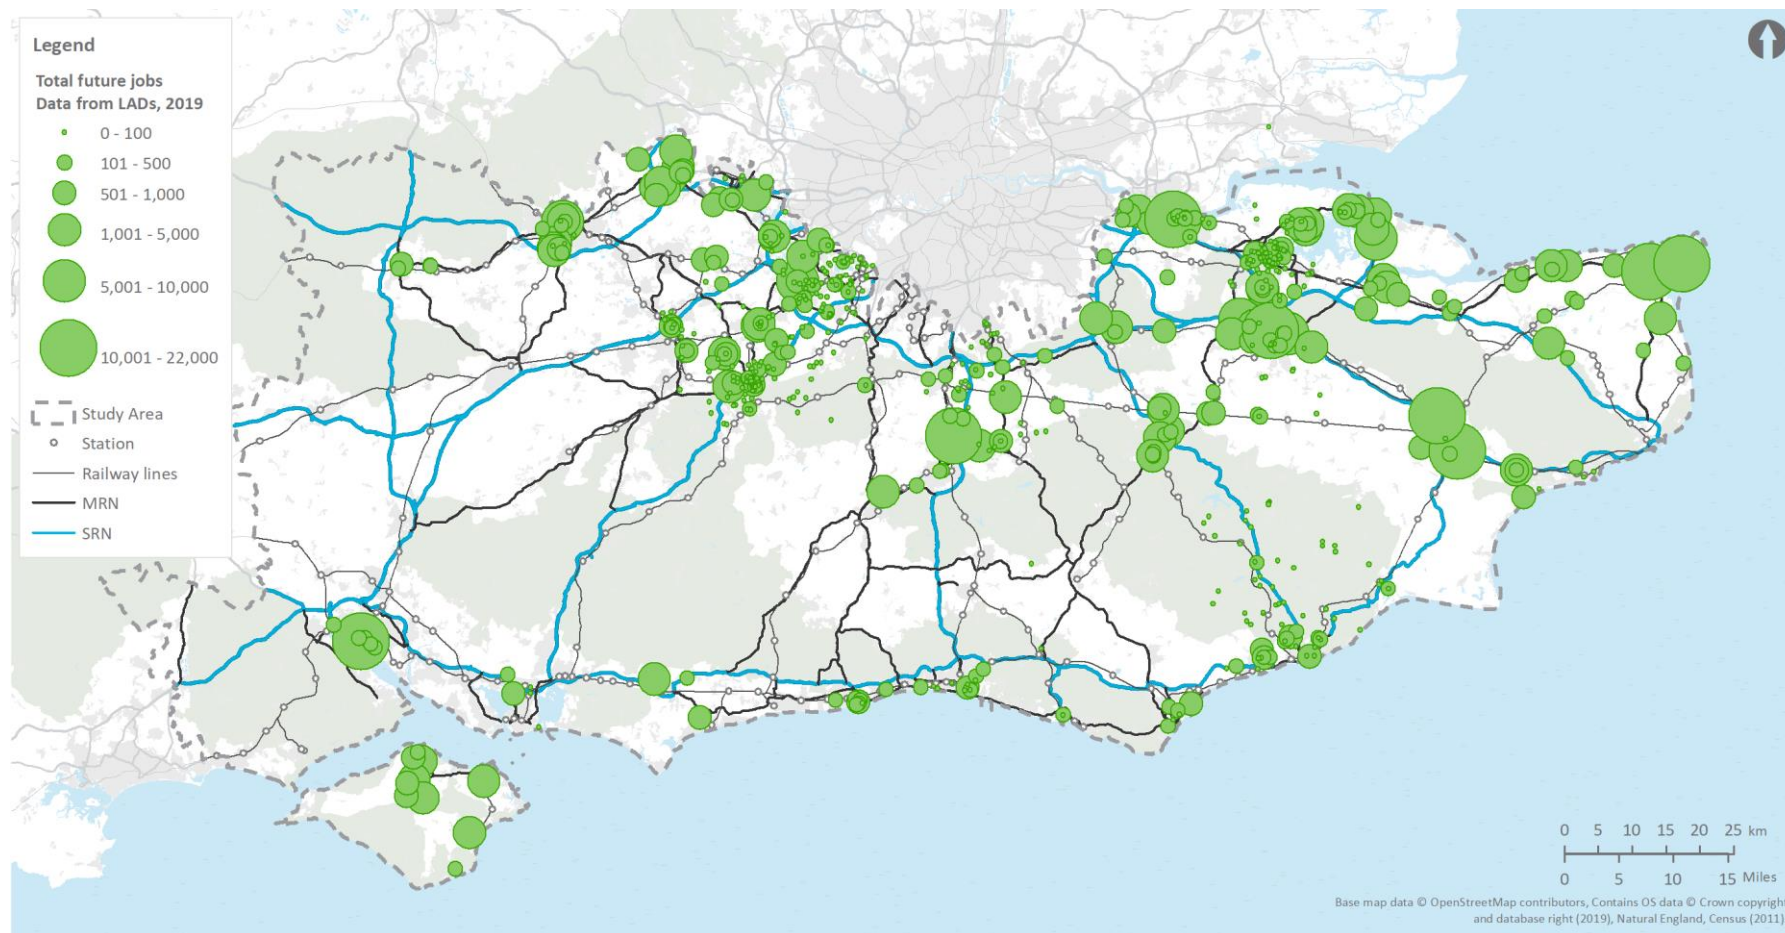 Legend
Total future jobs
Data from LADs, 2019
0 - 100
101 - 500
501 - 1,000
1,001 - 5,000
5,001 - 10,000
10,001 - 22,000
Study Area
Station
Railway lines
MRN
SRN
0 5 10 15 20 25 km
0 5 10 15 Miles
Base map data © OpenStreetMap contributors, Contains OS data © Crown copyright
and database right (2019), Natural England, Census (2011)